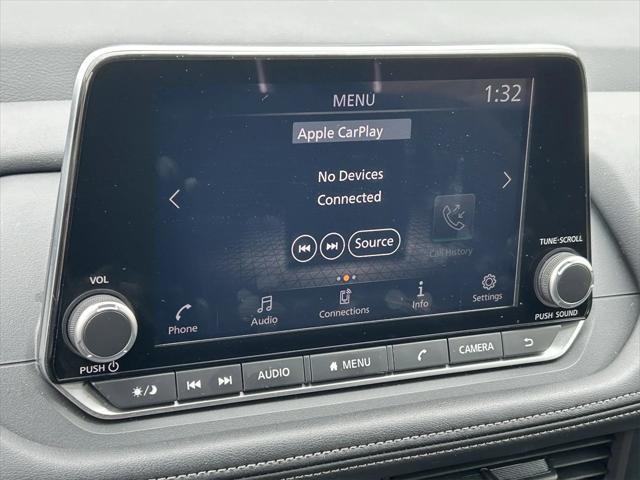 MENU
1:32
Apple CarPlay
No Devices
Connected
Source
Call History
Phone
Audio
Connections
Info
Settings
VOL
PUSH
TUNE·SCROLL
PUSH SOUND
AUDIO
MENU
CAMERA